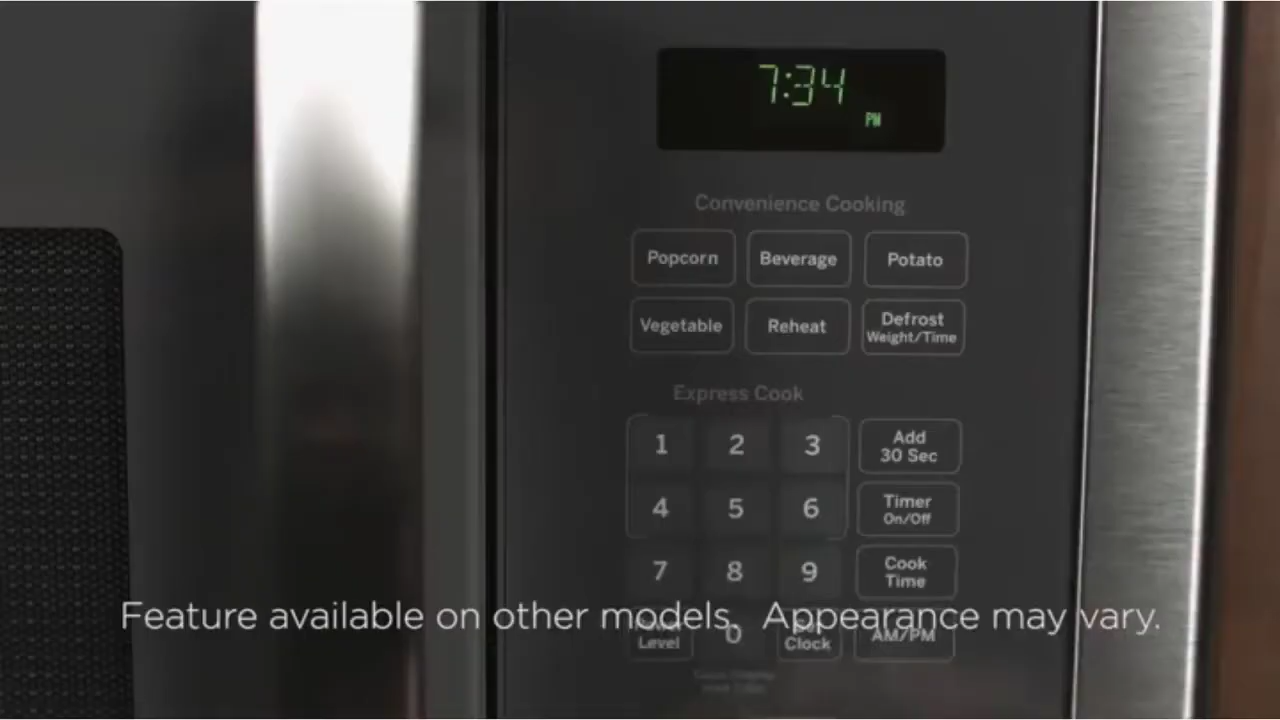 7:34
PM
Convenience Cooking
Popcorn
Beverage
Potato
Vegetable
Reheat
Defrost
Weight/Time
Express Cook
1
2
3
Add
30 Sec
4
5
6
Timer
On/Off
7
8
9
Cook
Time
Feature available on other models. Appearance may vary.
Level
0
Clock
AM/PM